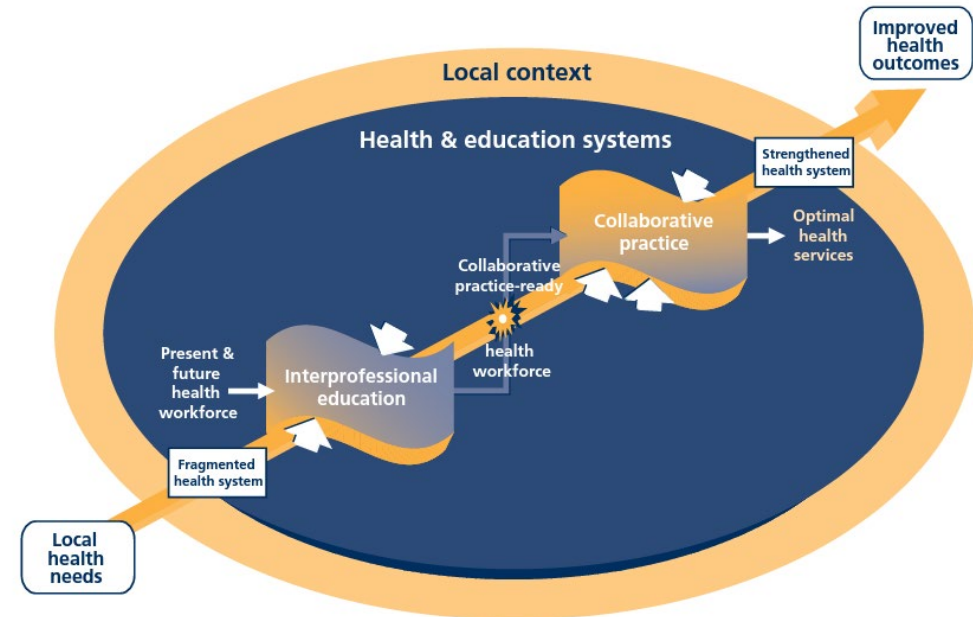 Improved
health
outcomes
Local context
Health & education systems
Strengthened
health system
Collaborative
practice
Optimal
health
services
Collaborative
practice-ready
health
workforce
Present &
future
health
workforce
Interprofessional
education
Fragmented
health system
Local
health
needs